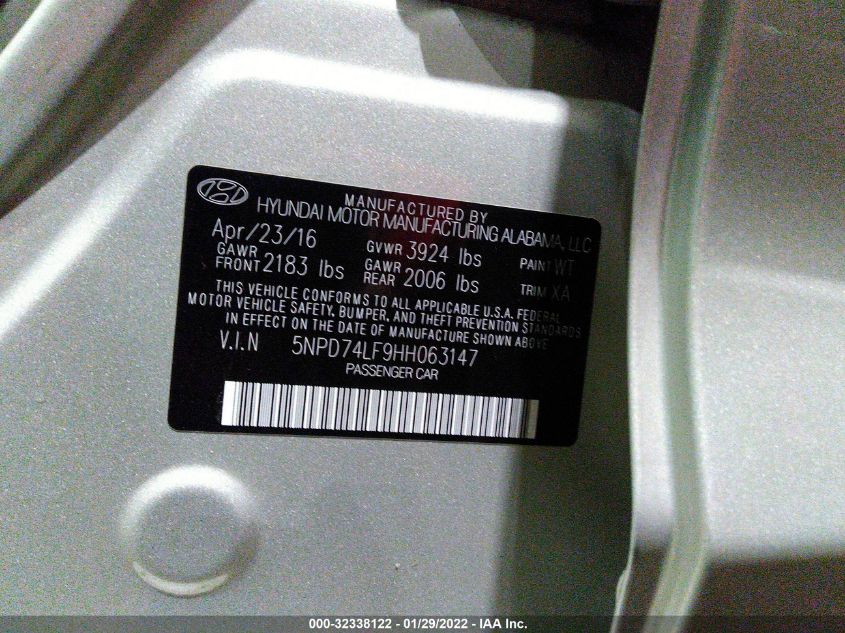 MANUFACTURED BY
HYUNDAI MOTOR MANUFACTURING ALABAMA, LLC
Apr/23/16 GVWR 3924 lbs PAINT WT
GAWR FRONT 2183 lbs GAWR REAR 2006 lbs TRIM XA
THIS VEHICLE CONFORMS TO ALL APPLICABLE U.S.A. FEDERAL
MOTOR VEHICLE SAFETY, BUMPER, AND THEFT PREVENTION STANDARDS
IN EFFECT ON THE DATE OF MANUFACTURE SHOWN ABOVE.
V.I.N 5NPD74LF9HH063147
PASSENGER CAR
000-32338122 - 01/29/2022 - IAA Inc.